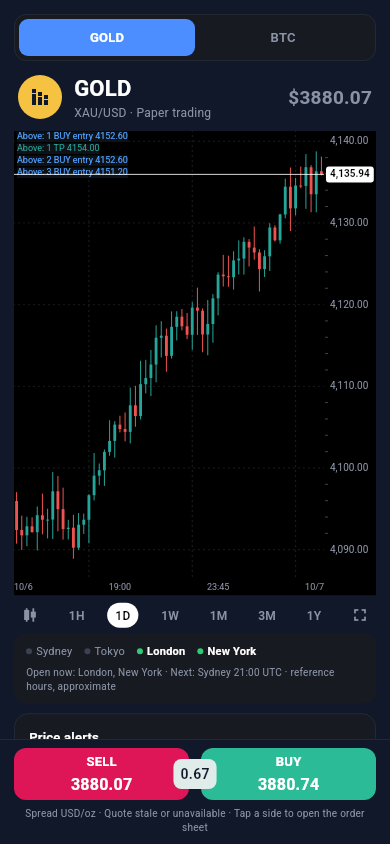 GOLD
BTC
GOLD
$3880.07
XAU/USD · Paper trading
Above: 1 BUY entry 4152.60
Above: 1 TP 4154.00
Above: 2 BUY entry 4152.60
Above: 3 BUY entry 4151.20
4,140.00
4,135.94
4,130.00
4,120.00
4,110.00
4,100.00
4,090.00
10/6
19:00
23:45
10/7
1H
1D
1W
1M
3M
1Y
Sydney
Tokyo
London
New York
Open now: London, New York · Next: Sydney 21:00 UTC · reference
hours, approximate
Price alerts
SELL
3880.07
0.67
BUY
3880.74
Spread USD/oz · Quote stale or unavailable · Tap a side to open the order
sheet